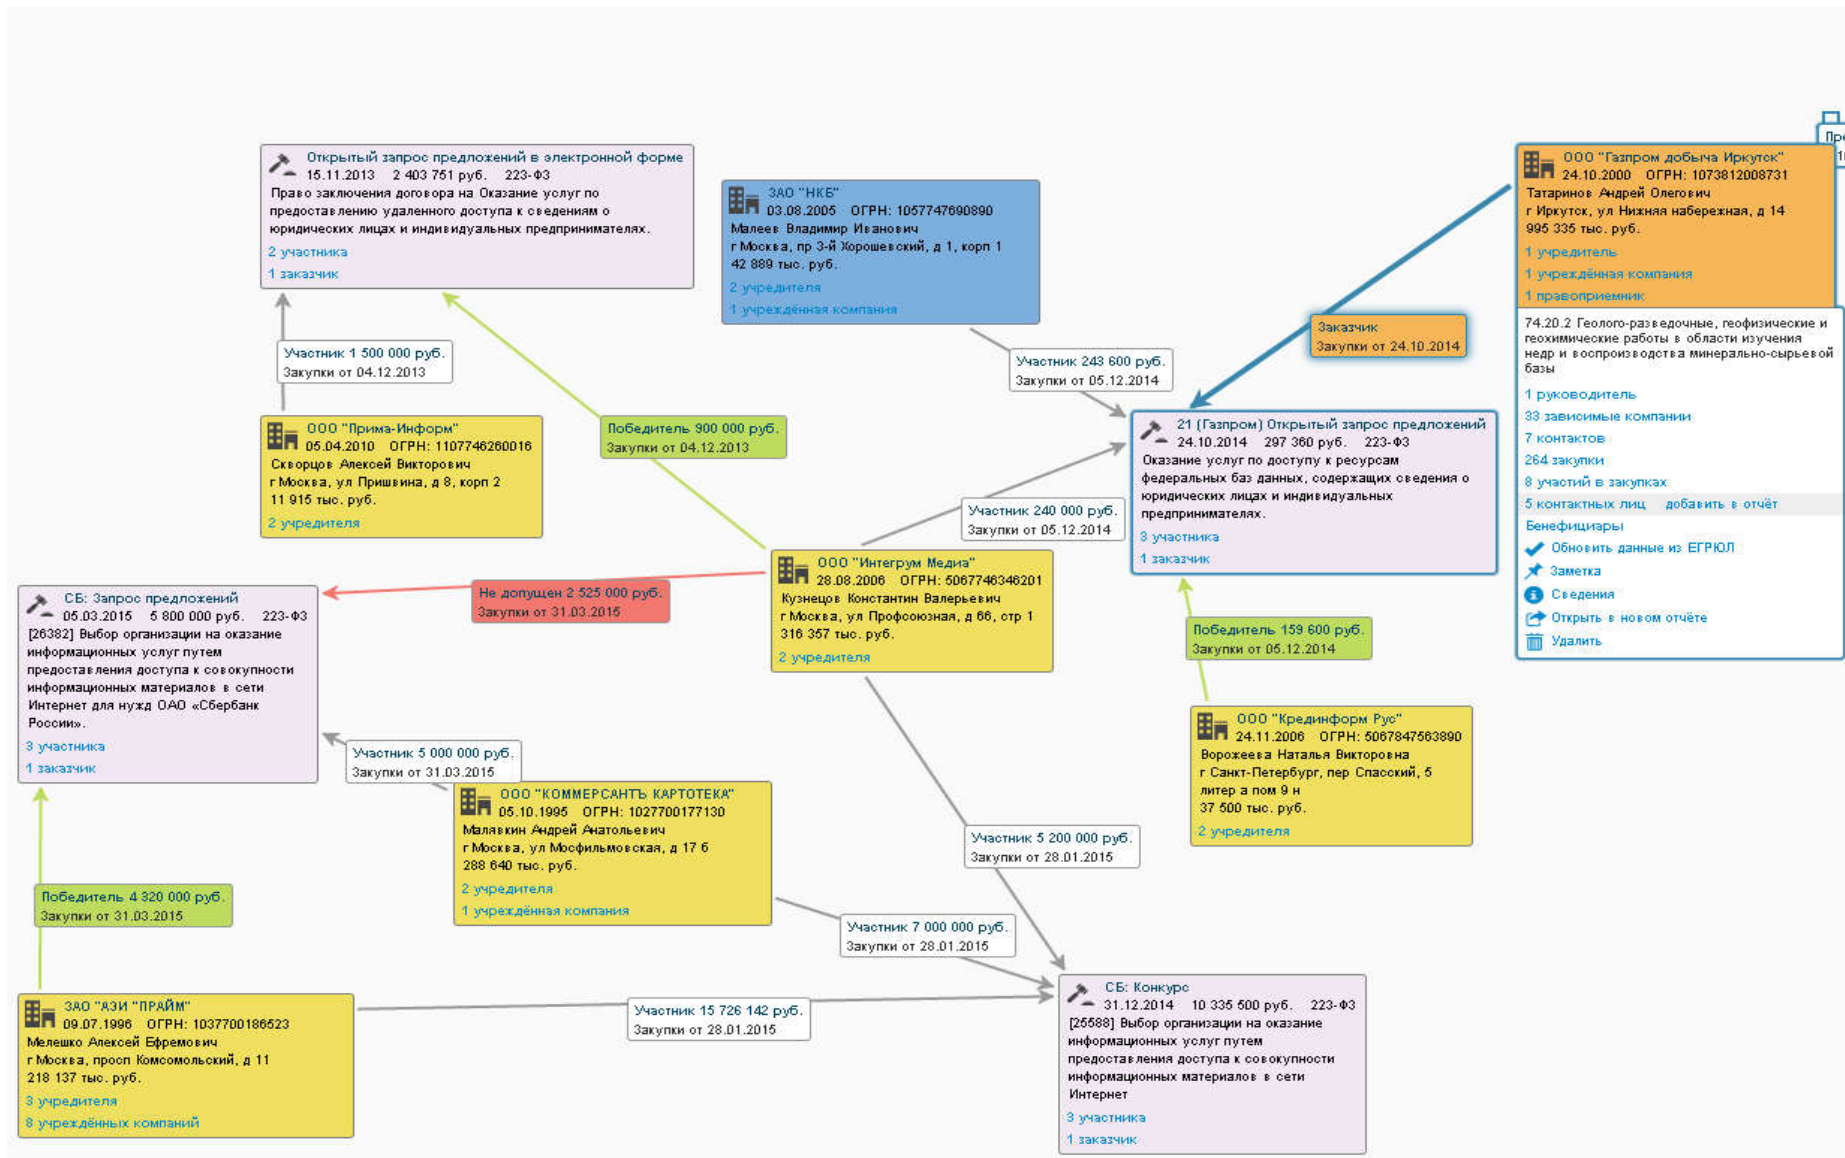 Открытый запрос предложений в электронной форме
15.11.2013 2 403 751 руб. 223-ФЗ
Право заключения договора на Оказание услуг по
предоставлению удаленного доступа к сведениям о
юридических лицах и индивидуальных предпринимателях.
2 участника
1 заказчик
ЗАО "НКБ"
03.08.2005 ОГРН: 1057747690890
Малеев Владимир Иванович
г Москва, пр 3-й Хорошевский, д 1, корп 1
42 889 тыс. руб.
2 учредителя
1 учреждённая компания
ООО "Газпром добыча Иркутск"
24.10.2000 ОГРН: 1073812008731
Татаринов Андрей Олегович
г Иркутск, ул Нижняя набережная, д 14
995 335 тыс. руб.
1 учредитель
1 учреждённая компания
1 правоприемник
74.20.2 Геолого-разведочные, геофизические и
геохимические работы в области изучения
недр и воспроизводства минерально-сырьевой
базы
1 руководитель
33 зависимые компании
7 контактов
264 закупки
8 участий в закупках
5 контактных лиц добавить в отчёт
Бенефициары
Обновить данные из ЕГРЮЛ
Заметка
Сведения
Открыть в новом отчёте
Удалить
Заказчик
Закупки от 24.10.2014
Участник 1 500 000 руб.
Закупки от 04.12.2013
Участник 243 600 руб.
Закупки от 05.12.2014
ООО "Прима-Информ"
05.04.2010 ОГРН: 1107746260016
Скворцов Алексей Викторович
г Москва, ул Пришвина, д 8, корп 2
11 915 тыс. руб.
2 учредителя
Победитель 900 000 руб.
Закупки от 04.12.2013
21 (Газпром) Открытый запрос предложений
24.10.2014 297 360 руб. 223-ФЗ
Оказание услуг по доступу к ресурсам
федеральных баз данных, содержащих сведения о
юридических лицах и индивидуальных
предпринимателях.
3 участника
1 заказчик
Участник 240 000 руб.
Закупки от 05.12.2014
ООО "Интегрум Медиа"
28.08.2006 ОГРН: 5067746346201
Кузнецов Константин Валерьевич
г Москва, ул Профсоюзная, д 66, стр 1
316 357 тыс. руб.
2 учредителя
Не допущен 2 525 000 руб.
Закупки от 31.03.2015
СБ: Запрос предложений
05.03.2015 5 800 000 руб. 223-ФЗ
[26382] Выбор организации на оказание
информационных услуг путем
предоставления доступа к совокупности
информационных материалов в сети
Интернет для нужд ОАО «Сбербанк
России».
3 участника
1 заказчик
Победитель 159 600 руб.
Закупки от 05.12.2014
ООО "Крединформ Рус"
24.11.2006 ОГРН: 5067847563890
Ворожеева Наталья Викторовна
г Санкт-Петербург, пер Спасский, 5
литер а пом 9 н
37 500 тыс. руб.
2 учредителя
Участник 5 000 000 руб.
Закупки от 31.03.2015
ООО "КОММЕРСАНТЪ КАРТОТЕКА"
05.10.1995 ОГРН: 1027700177130
Малявкин Андрей Анатольевич
г Москва, ул Мосфильмовская, д 17 б
288 640 тыс. руб.
2 учредителя
1 учреждённая компания
Участник 5 200 000 руб.
Закупки от 28.01.2015
Победитель 4 320 000 руб.
Закупки от 31.03.2015
Участник 7 000 000 руб.
Закупки от 28.01.2015
ЗАО "АЭИ "ПРАЙМ"
09.07.1996 ОГРН: 1037700186523
Мелешко Алексей Ефремович
г Москва, просп Комсомольский, д 11
218 137 тыс. руб.
3 учредителя
8 учреждённых компаний
Участник 15 726 142 руб.
Закупки от 28.01.2015
СБ: Конкурс
31.12.2014 10 335 500 руб. 223-ФЗ
[25588] Выбор организации на оказание
информационных услуг путем
предоставления доступа к совокупности
информационных материалов в сети
Интернет
3 участника
1 заказчик